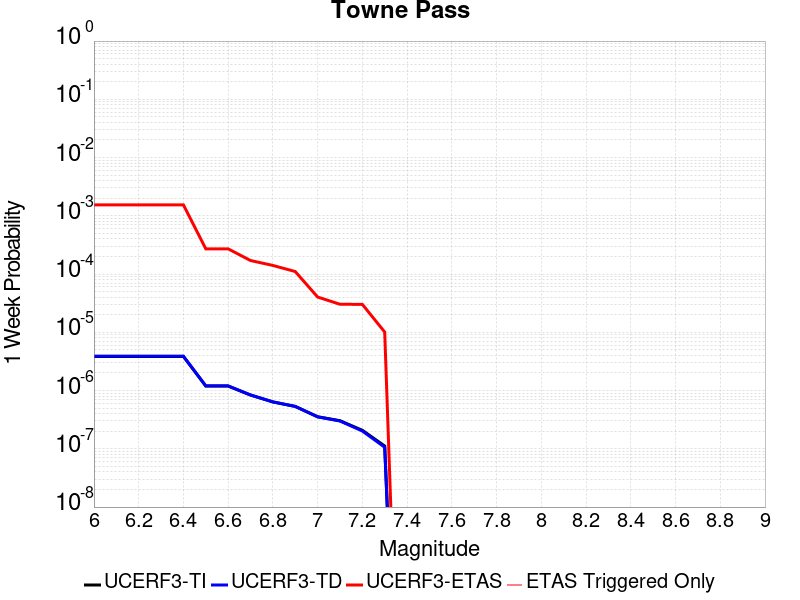 Towne Pass
10^0
10^-1
10^-2
10^-3
10^-4
10^-5
10^-6
10^-7
10^-8
1 Week Probability
6 6.2 6.4 6.6 6.8 7 7.2 7.4 7.6 7.8 8 8.2 8.4 8.6 8.8 9
Magnitude
UCERF3-TI UCERF3-TD UCERF3-ETAS ETAS Triggered Only